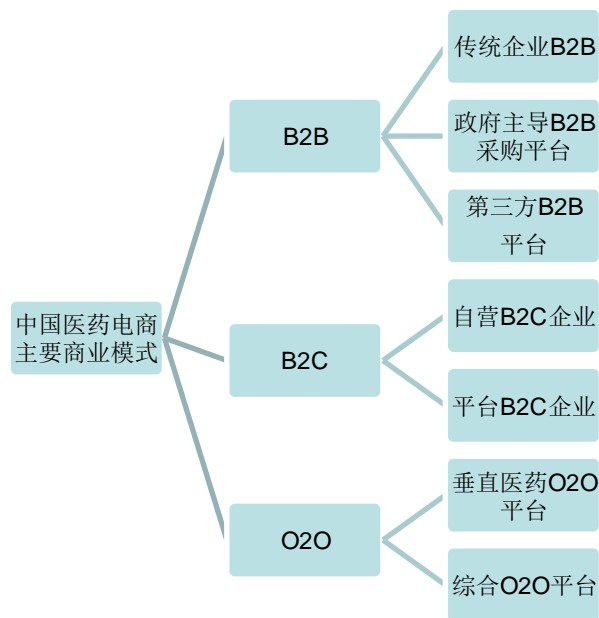 中国医药电商
主要商业模式
B2B
传统企业B2B
政府主导B2B
采购平台
第三方B2B
平台
B2C
自营B2C企业
平台B2C企业
O2O
垂直医药O2O
平台
综合O2O平台